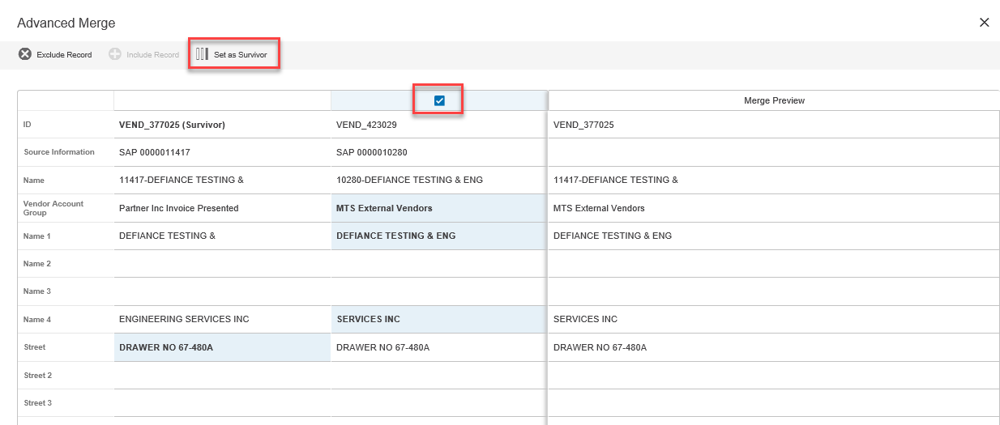 Advanced Merge
Exclude Record Include Record Set as Survivor
Merge Preview
ID VEND_377025 (Survivor) VEND_423029 VEND_377025
Source Information SAP 0000011417 SAP 0000010280
Name 11417-DEFIANCE TESTING & 10280-DEFIANCE TESTING & ENG 11417-DEFIANCE TESTING &
Vendor Account
Group Partner Inc Invoice Presented MTS External Vendors MTS External Vendors
Name 1 DEFIANCE TESTING & DEFIANCE TESTING & ENG DEFIANCE TESTING & ENG
Name 2
Name 3
Name 4 ENGINEERING SERVICES INC SERVICES INC SERVICES INC
Street DRAWER NO 67-480A DRAWER NO 67-480A DRAWER NO 67-480A
Street 2
Street 3